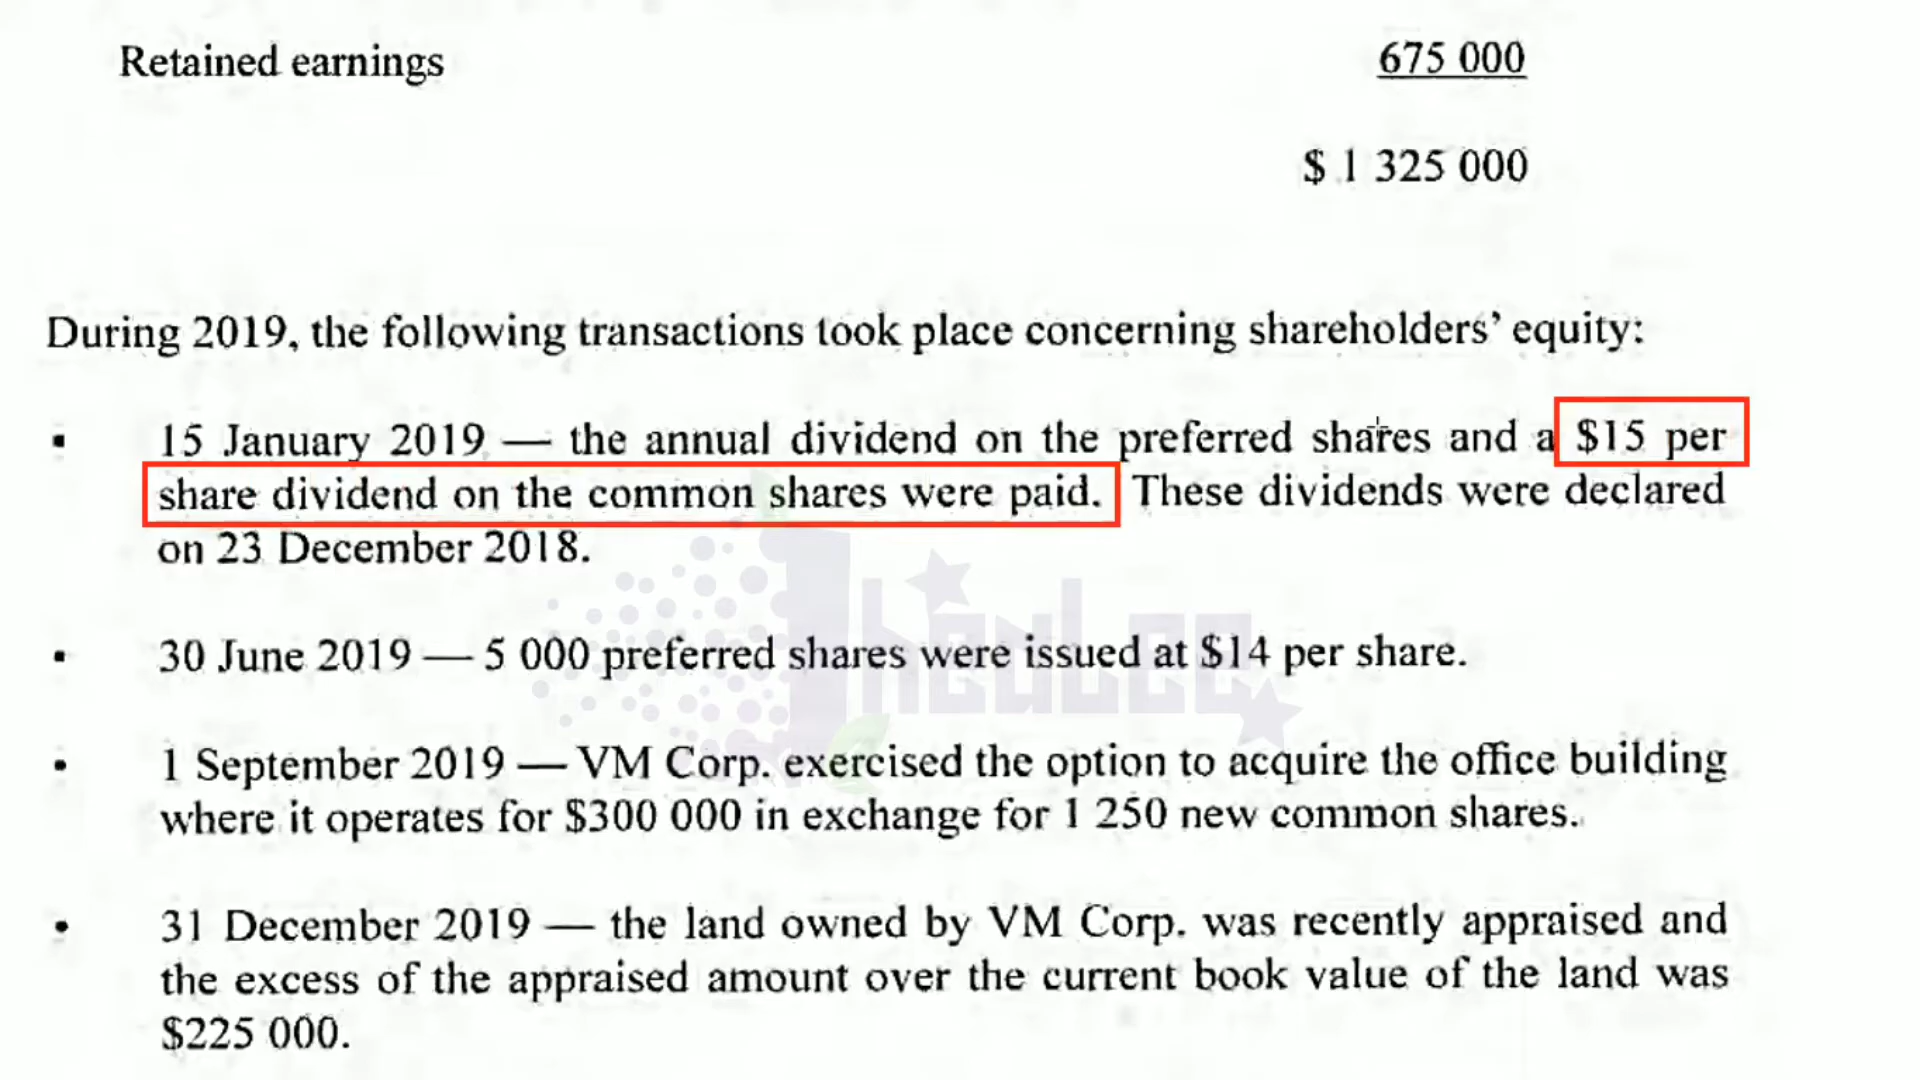 Retained earnings 675 000
$ 1 325 000
During 2019, the following transactions took place concerning shareholders' equity:
▪ 15 January 2019 — the annual dividend on the preferred shares and a $15 per
share dividend on the common shares were paid. These dividends were declared
on 23 December 2018.
▪ 30 June 2019 — 5 000 preferred shares were issued at $14 per share.
• 1 September 2019 — VM Corp. exercised the option to acquire the office building
where it operates for $300 000 in exchange for 1 250 new common shares.
• 31 December 2019 — the land owned by VM Corp. was recently appraised and
the excess of the appraised amount over the current book value of the land was
$225 000.